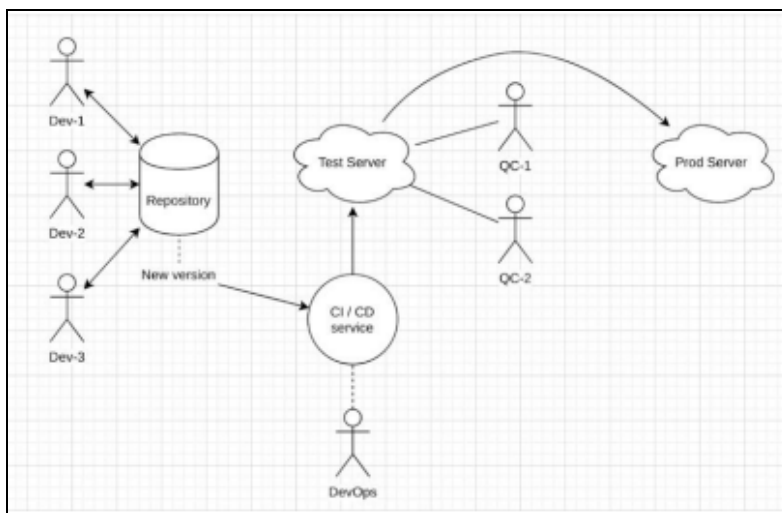 Dev-1
Dev-2
Dev-3
Repository
New version
CI / CD
service
DevOps
Test Server
QC-1
QC-2
Prod Server